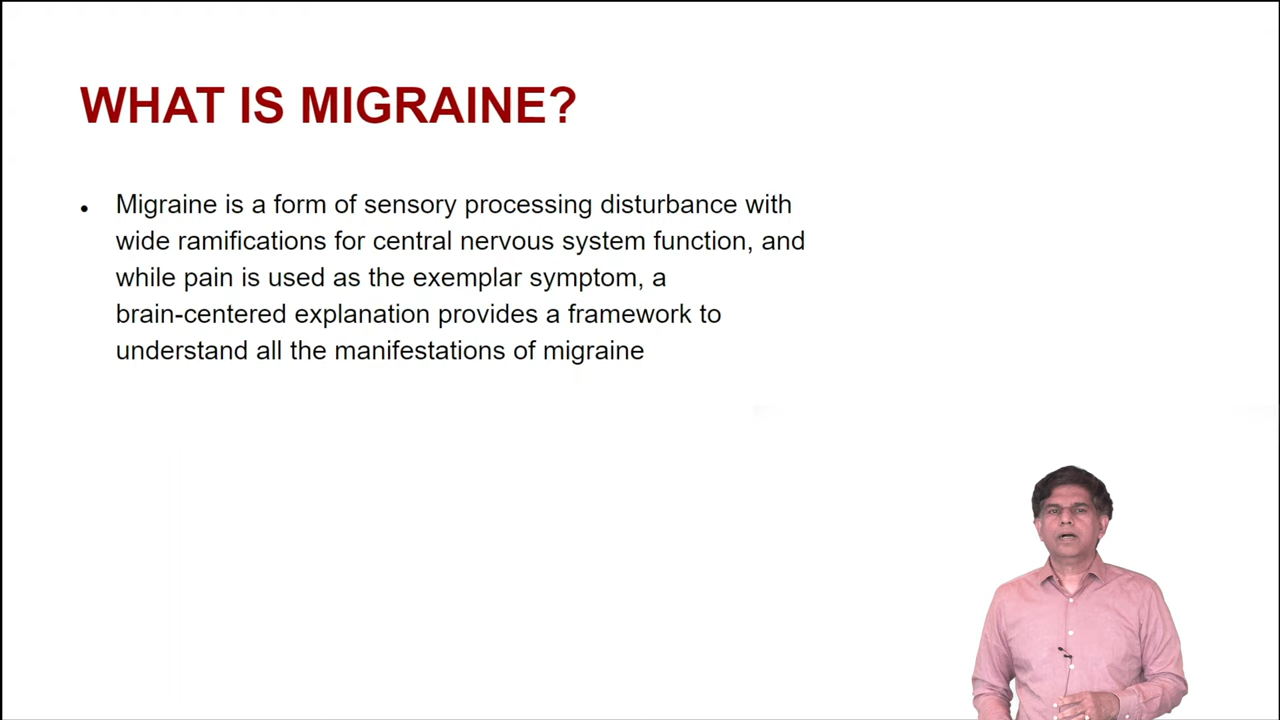 WHAT IS MIGRAINE?
• Migraine is a form of sensory processing disturbance with
wide ramifications for central nervous system function, and
while pain is used as the exemplar symptom, a
brain-centered explanation provides a framework to
understand all the manifestations of migraine